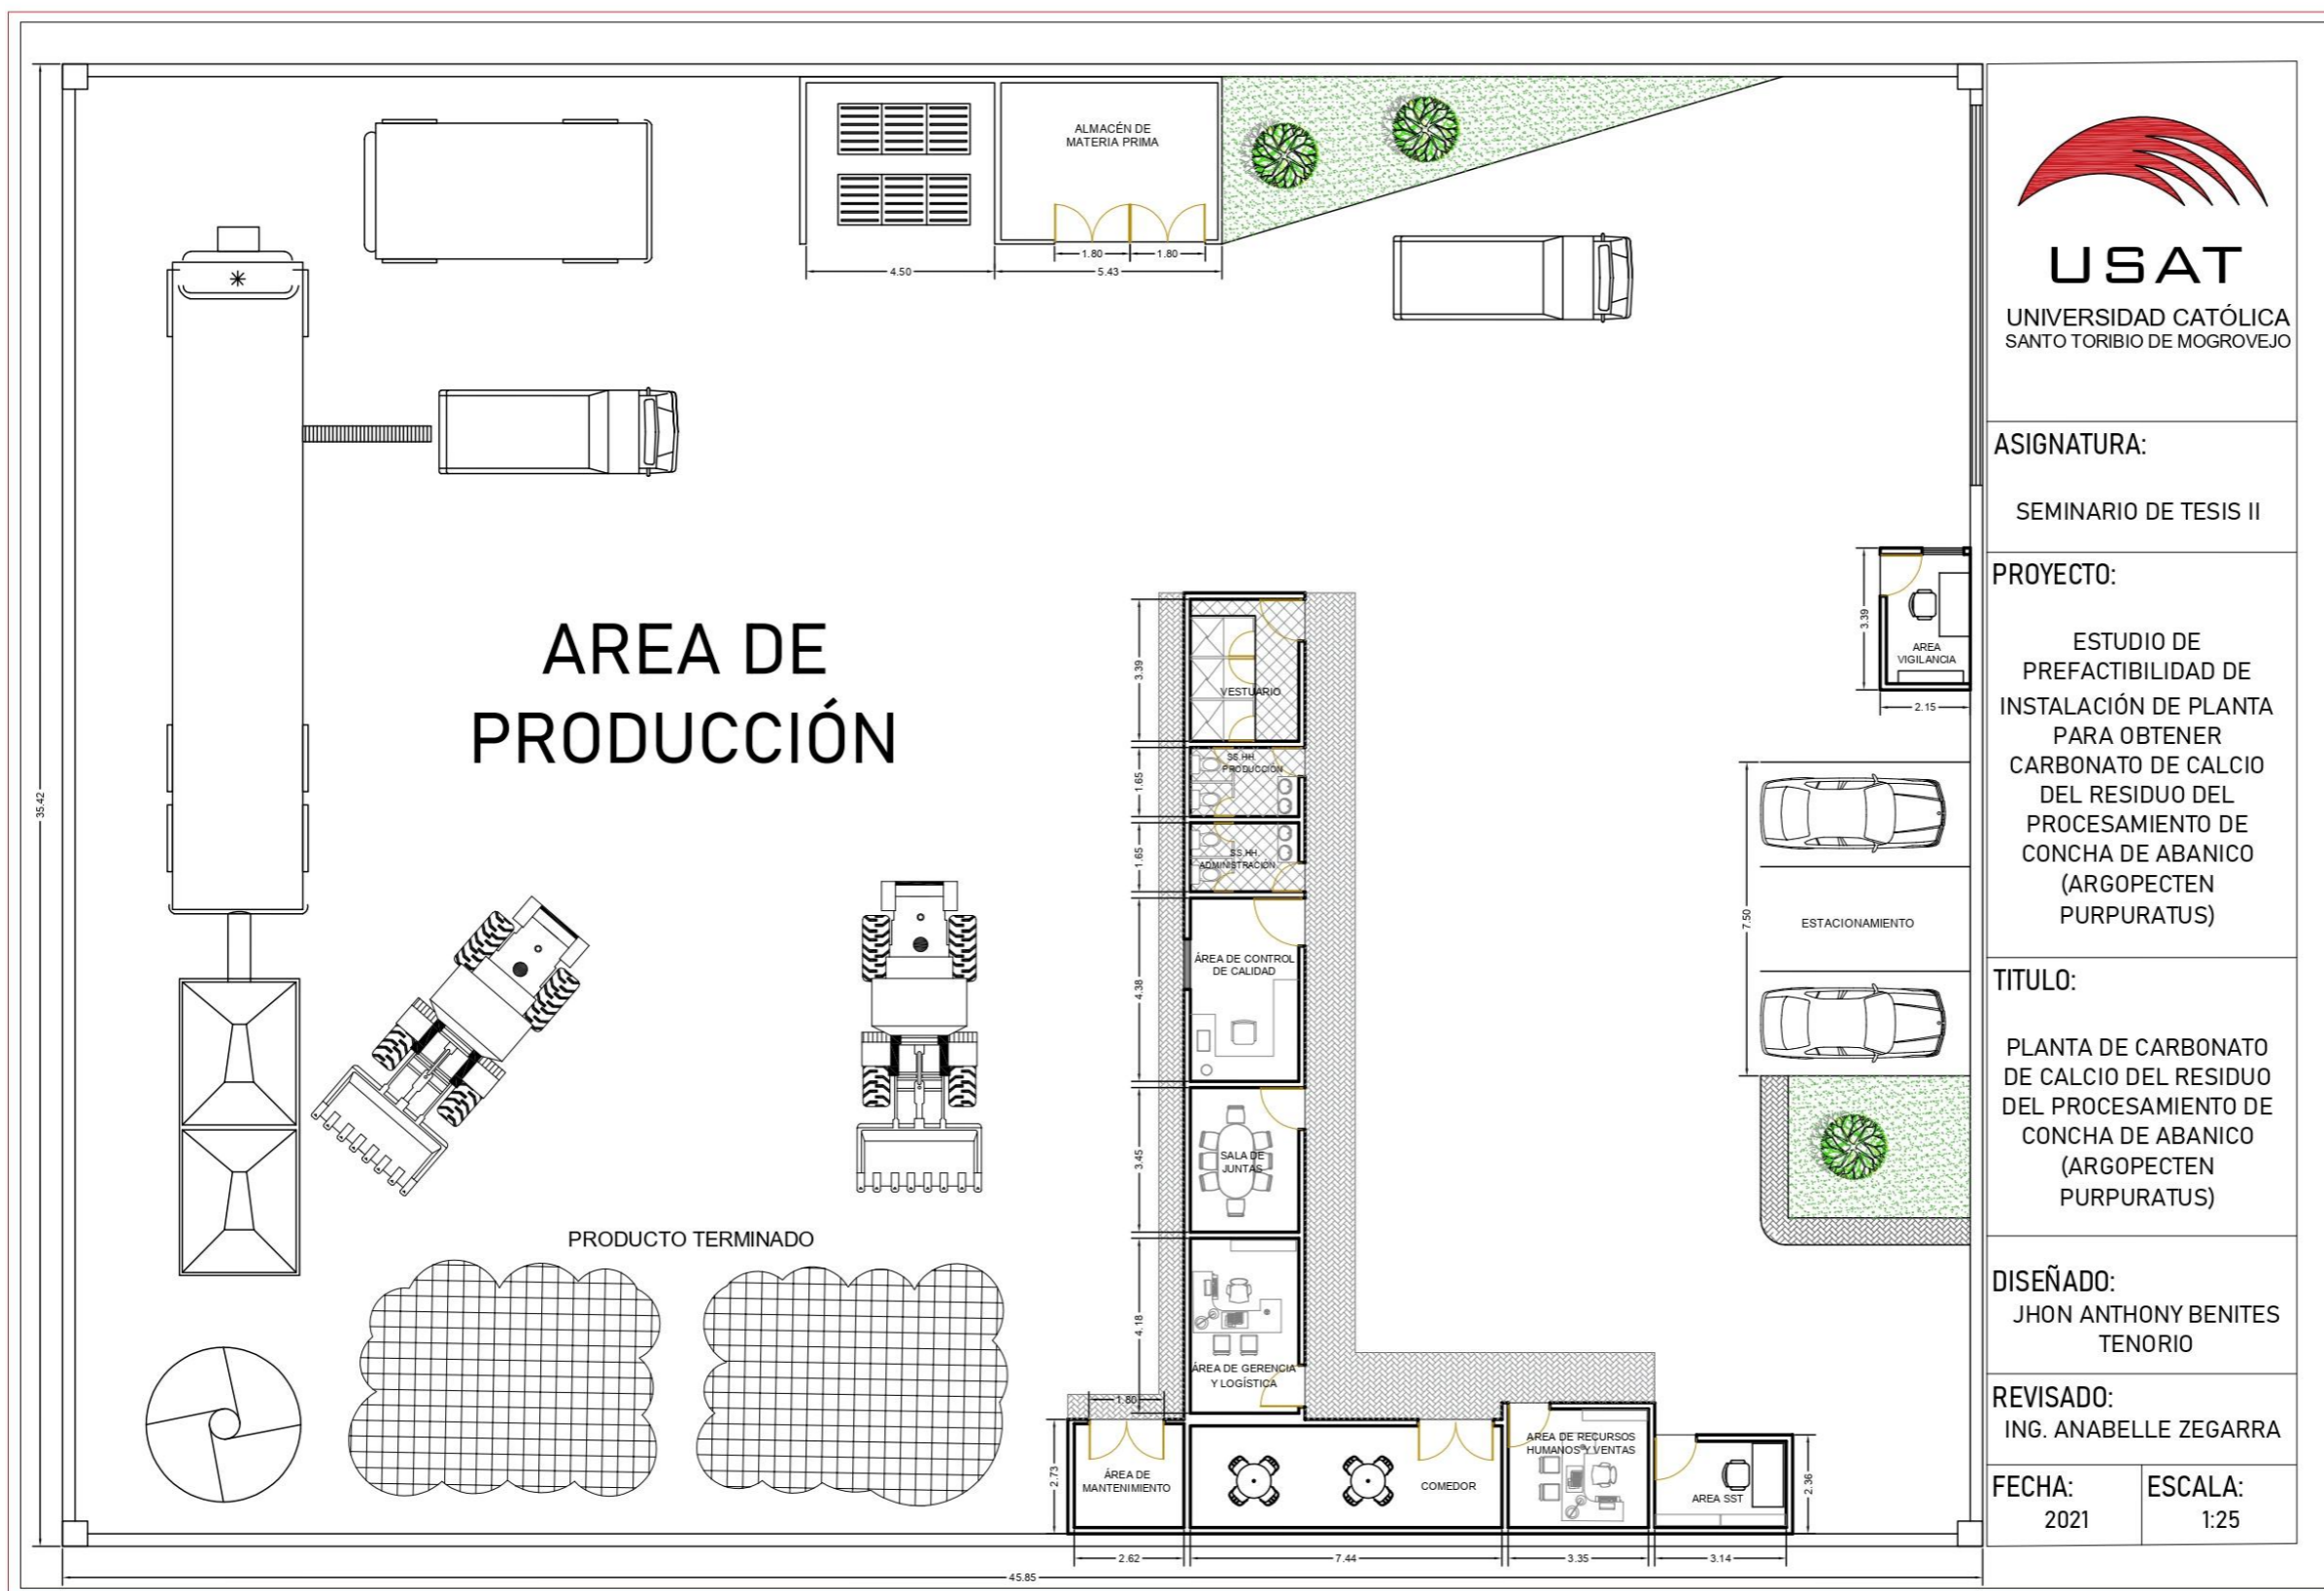 ALMACÉN DE
MATERIA PRIMA
1.80
1.80
4.50
5.43
35.42
AREA DE
PRODUCCIÓN
3.39
VESTUARIO
1.65
SS.HH.
PRODUCCIÓN
1.65
SS.HH.
ADMINISTRACIÓN
4.38
ÁREA DE CONTROL
DE CALIDAD
3.45
SALA DE
JUNTAS
4.18
ÁREA DE GERENCIA
Y LOGÍSTICA
1.80
3.39
AREA
VIGILANCIA
2.15
7.50
ESTACIONAMIENTO
PRODUCTO TERMINADO
2.73
ÁREA DE
MANTENIMIENTO
COMEDOR
AREA DE RECURSOS
HUMANOS Y VENTAS
AREA SST
2.36
2.62
7.44
3.35
3.14
45.85
USAT
UNIVERSIDAD CATÓLICA
SANTO TORIBIO DE MOGROVEJO
ASIGNATURA:
SEMINARIO DE TESIS II
PROYECTO:
ESTUDIO DE
PREFACTIBILIDAD DE
INSTALACIÓN DE PLANTA
PARA OBTENER
CARBONATO DE CALCIO
DEL RESIDUO DEL
PROCESAMIENTO DE
CONCHA DE ABANICO
(ARGOPECTEN
PURPURATUS)
TITULO:
PLANTA DE CARBONATO
DE CALCIO DEL RESIDUO
DEL PROCESAMIENTO DE
CONCHA DE ABANICO
(ARGOPECTEN
PURPURATUS)
DISEÑADO:
JHON ANTHONY BENITES
TENORIO
REVISADO:
ING. ANABELLE ZEGARRA
FECHA:
2021
ESCALA:
1:25